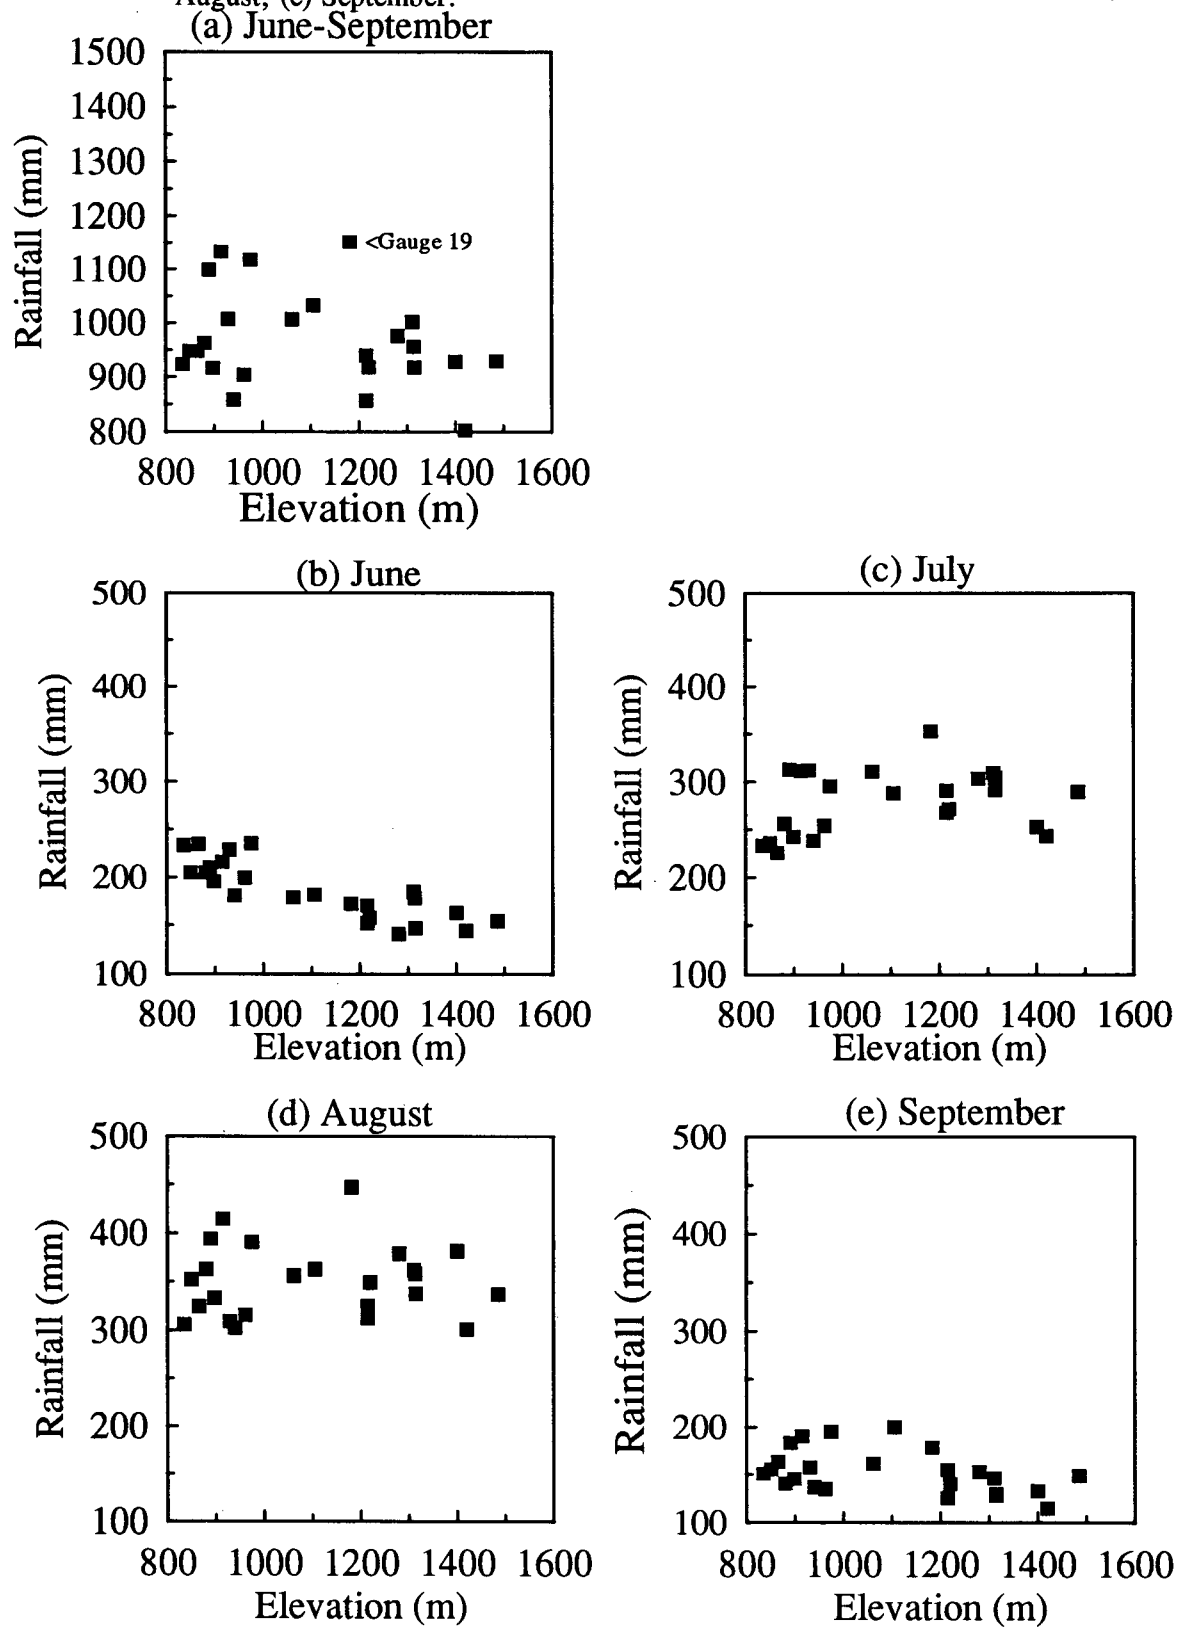 August; (e) September.
(a) June-September
1500
1400
1300
1200
1100
1000
900
800
Rainfall (mm)
<Gauge 19
800 1000 1200 1400 1600
Elevation (m)
(b) June
500
400
300
200
100
Rainfall (mm)
800 1000 1200 1400 1600
Elevation (m)
(c) July
500
400
300
200
100
Rainfall (mm)
800 1000 1200 1400 1600
Elevation (m)
(d) August
500
400
300
200
100
Rainfall (mm)
800 1000 1200 1400 1600
Elevation (m)
(e) September
500
400
300
200
100
Rainfall (mm)
800 1000 1200 1400 1600
Elevation (m)